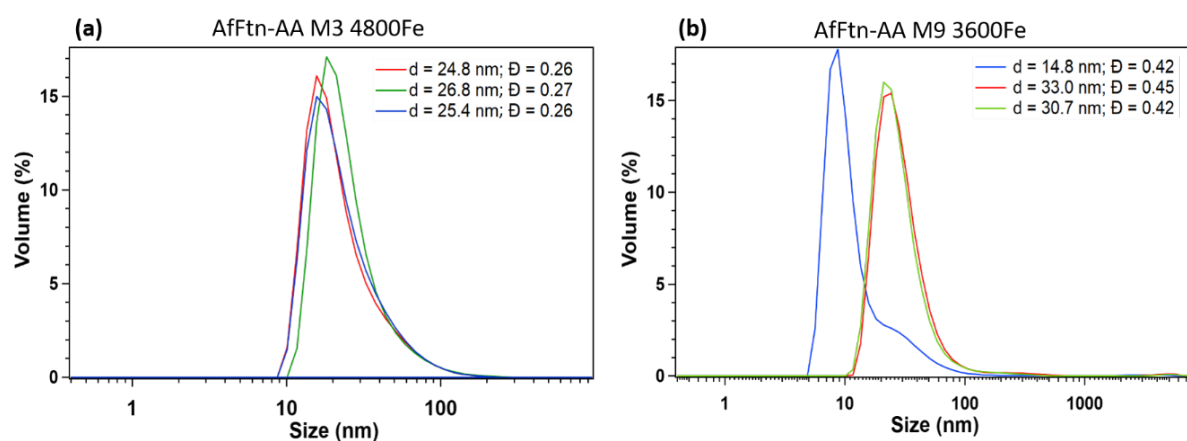 (a)
AfFtn-AA M3 4800Fe
d = 24.8 nm; Đ = 0.26
d = 26.8 nm; Đ = 0.27
d = 25.4 nm; Đ = 0.26
15
10
5
0
Volume (%)
1
10
100
Size (nm)
(b)
AfFtn-AA M9 3600Fe
d = 14.8 nm; Đ = 0.42
d = 33.0 nm; Đ = 0.45
d = 30.7 nm; Đ = 0.42
15
10
5
0
Volume (%)
1
10
100
1000
Size (nm)